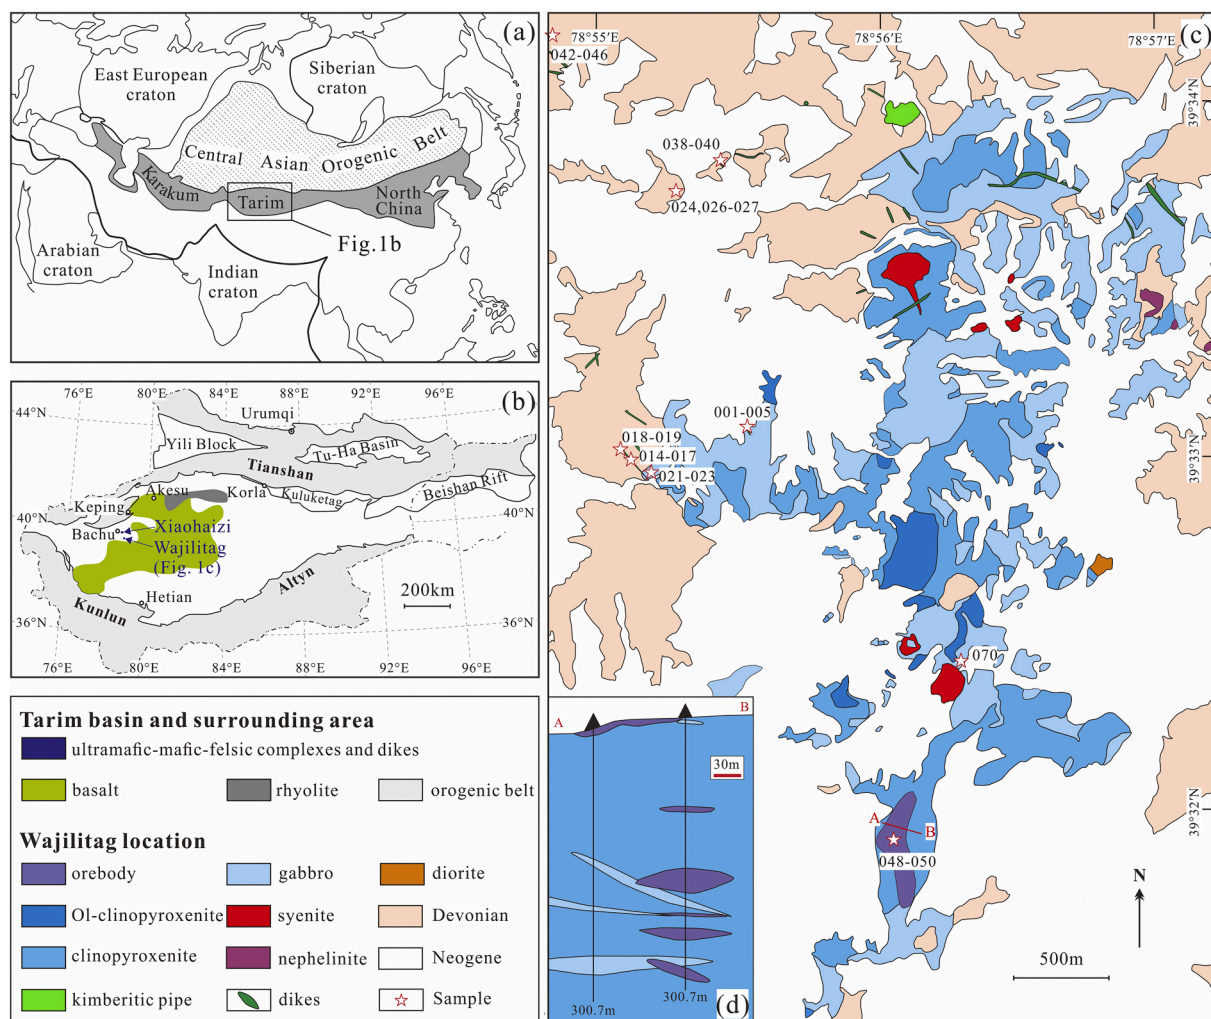 (a)
East European
craton
Siberian
craton
Central Asian Orogenic Belt
Karakum
Tarim
North
China
Fig.1b
Arabian
craton
Indian
craton
(b)
76°E
80°E
84°E
88°E
92°E
96°E
44°N
44°N
Urumqi
Yili Block
Tu-Ha Basin
Tianshan
Akesu
Korla
Kuluketag
Beishan Rift
Keping
40°N
40°N
Xiaohaizi
Bachu
Wajilitag
(Fig. 1c)
Altyn
200km
Hetian
Kunlun
36°N
36°N
76°E
80°E
84°E
88°E
92°E
96°E
Tarim basin and surrounding area
ultramafic-mafic-felsic complexes and dikes
basalt
rhyolite
orogenic belt
Wajilitag location
orebody
gabbro
diorite
Ol-clinopyroxenite
syenite
Devonian
clinopyroxenite
nephelinite
Neogene
kimberitic pipe
dikes
Sample
(c)
78°55′E
78°56′E
78°57′E
042-046
39°34′N
038-040
024,026-027
001-005
018-019
014-017
021-023
39°33′N
070
39°32′N
A
B
048-050
N
500m
A
B
30m
300.7m
300.7m
(d)